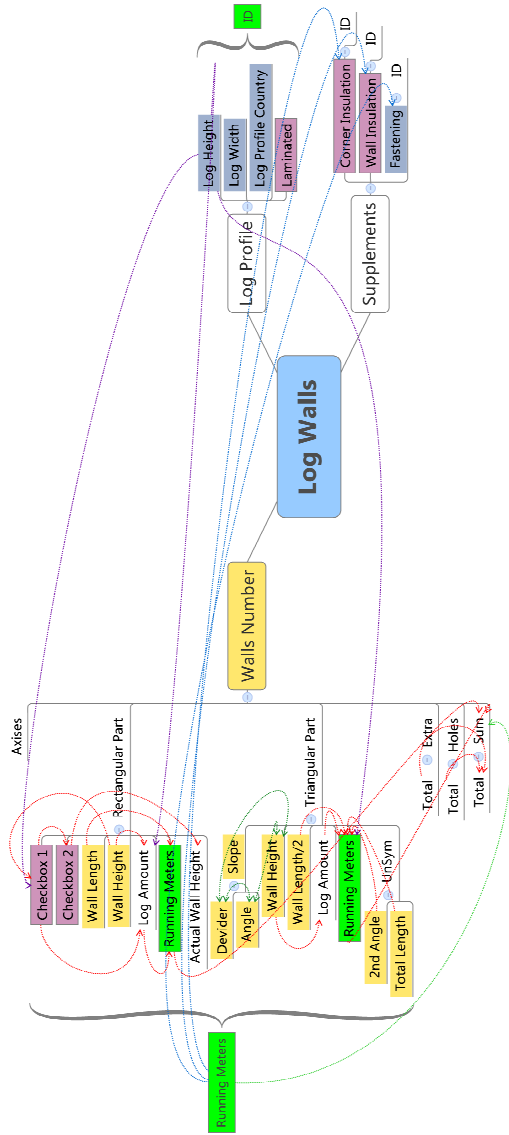 Log Walls
Log Profile
Log Height
Log Width
Log Profile Country
Laminated
ID
Supplements
Corner Insulation
ID
Wall Insulation
ID
Fastening
ID
Walls Number
Axises
Rectangular Part
Checkbox 1
Checkbox 2
Wall Length
Wall Height
Log Amount
Running Meters
Actual Wall Height
Triangular Part
Slope
Devider
Angle
Wall Height
Wall Length/2
Log Amount
Running Meters
UnSym
2nd Angle
Total Length
Extra
Total
Holes
Total
Sum
Total
Running Meters